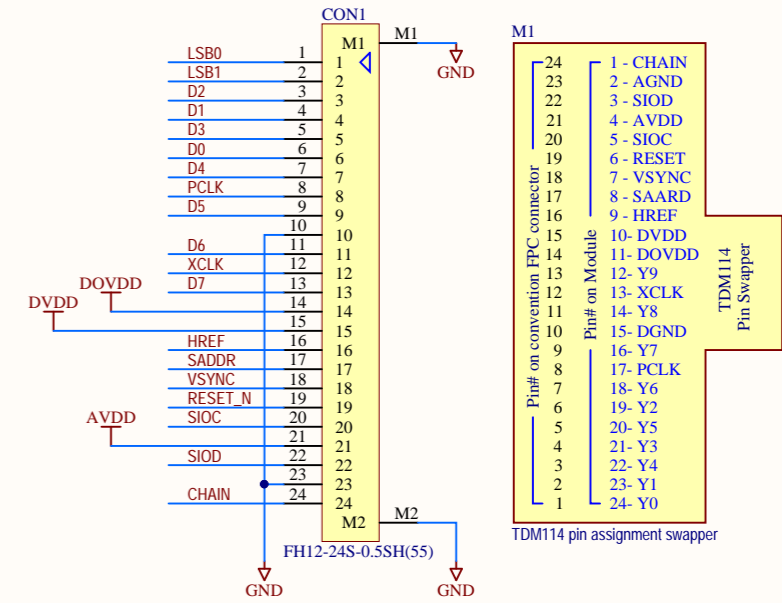 CON1
M1 M1
GND
LSB0 1 1
LSB1 2 2
D2 3 3
D1 4 4
D3 5 5
D0 6 6
D4 7 7
PCLK 8 8
D5 9 9
10 10
D6 11 11
XCLK 12 12
D7 13 13
DOVDD 14 14
DVDD 15 15
HREF 16 16
SADDR 17 17
VSYNC 18 18
RESET_N 19 19
SIOC 20 20
AVDD 21 21
SIOD 22 22
23 23
CHAIN 24 24
M2 M2
FH12-24S-0.5SH(55)
GND
GND
M1
24 1 - CHAIN
23 2 - AGND
22 3 - SIOD
21 4 - AVDD
20 5 - SIOC
19 6 - RESET
18 7 - VSYNC
17 8 - SAARD
16 9 - HREF
15 10- DVDD
14 11- DOVDD
13 12- Y9
12 13- XCLK
11 14- Y8
10 15- DGND
9 16- Y7
8 17- PCLK
7 18- Y6
6 19- Y2
5 20- Y5
4 21- Y3
3 22- Y4
2 23- Y1
1 24- Y0
Pin# on convention FPC connector
Pin# on Module
TDM114
Pin Swapper
TDM114 pin assignment swapper